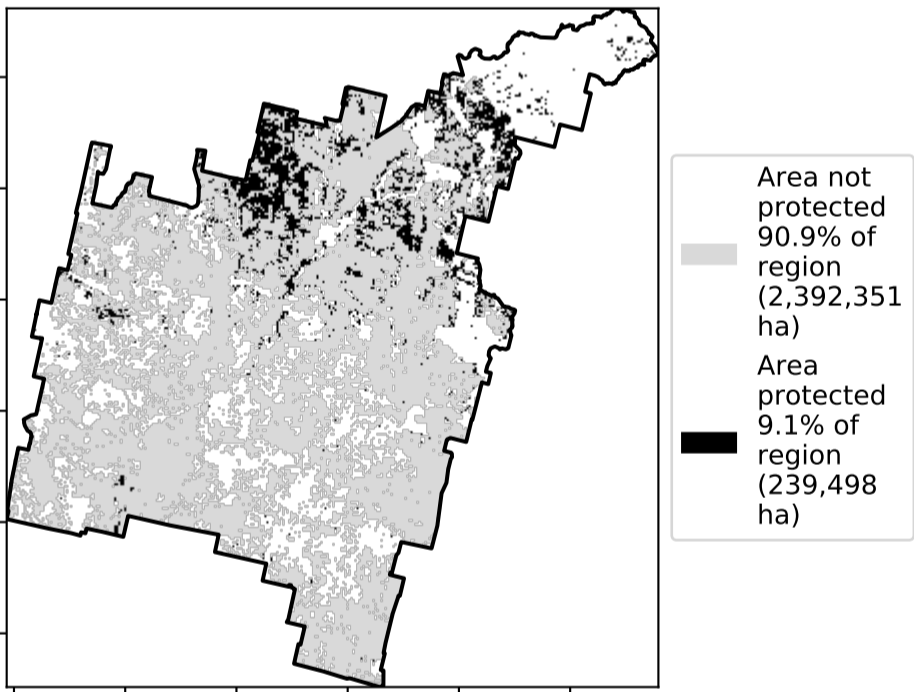 Area not
protected
90.9% of
region
(2,392,351
ha)
Area
protected
9.1% of
region
(239,498
ha)